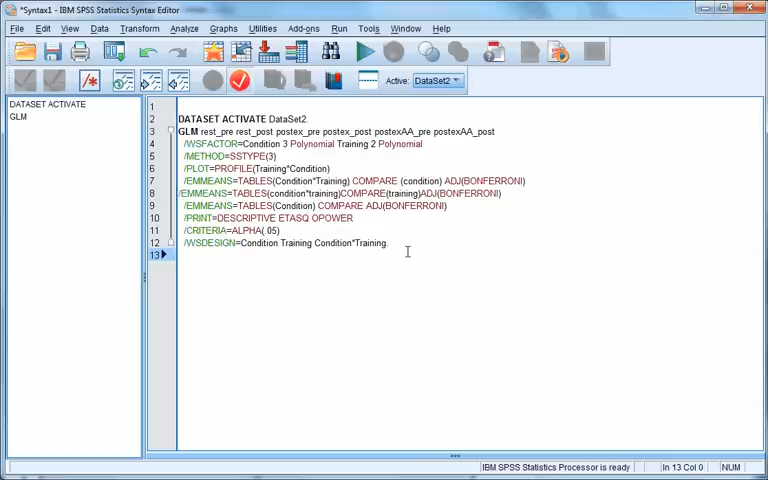 *Syntax1 - IBM SPSS Statistics Syntax Editor
File Edit View Data Transform Analyze Graphs Utilities Add-ons Run Tools Window Help
Active: DataSet2
DATASET ACTIVATE
GLM
1
2 DATASET ACTIVATE DataSet2.
3 GLM rest_pre rest_post postex_pre postex_post postexAA_pre postexAA_post
4 /WSFACTOR=Condition 3 Polynomial Training 2 Polynomial
5 /METHOD=SSTYPE(3)
6 /PLOT=PROFILE(Training*Condition)
7 /EMMEANS=TABLES(Condition*Training) COMPARE (condition) ADJ(BONFERRONI)
8 /EMMEANS=TABLES(condition*training)COMPARE(training)ADJ(BONFERRONI)
9 /EMMEANS=TABLES(Condition) COMPARE ADJ(BONFERRONI)
10 /PRINT=DESCRIPTIVE ETASQ OPOWER
11 /CRITERIA=ALPHA(.05)
12 /WSDESIGN=Condition Training Condition*Training.
13
IBM SPSS Statistics Processor is ready In 13 Col 0 NUM